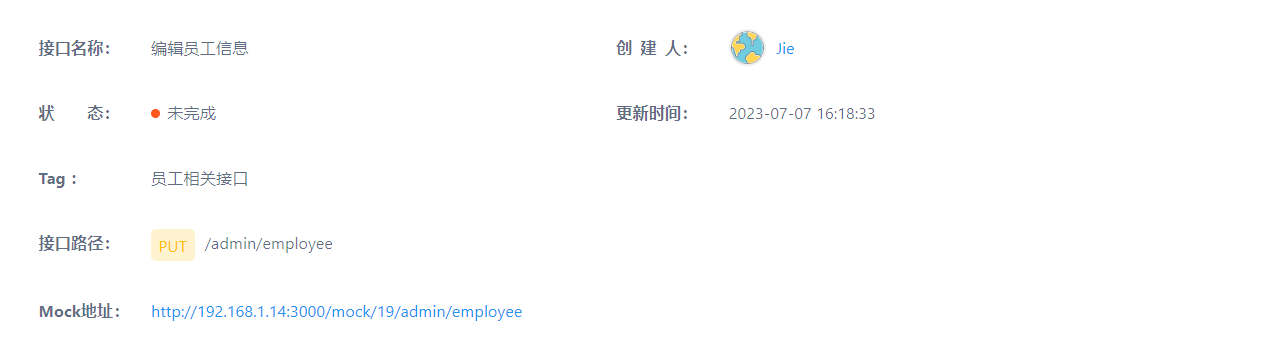 接口名称： 编辑员工信息 创 建 人： Jie
状 态： 未完成 更新时间： 2023-07-07 16:18:33
Tag ： 员工相关接口
接口路径： PUT /admin/employee
Mock地址： http://192.168.1.14:3000/mock/19/admin/employee